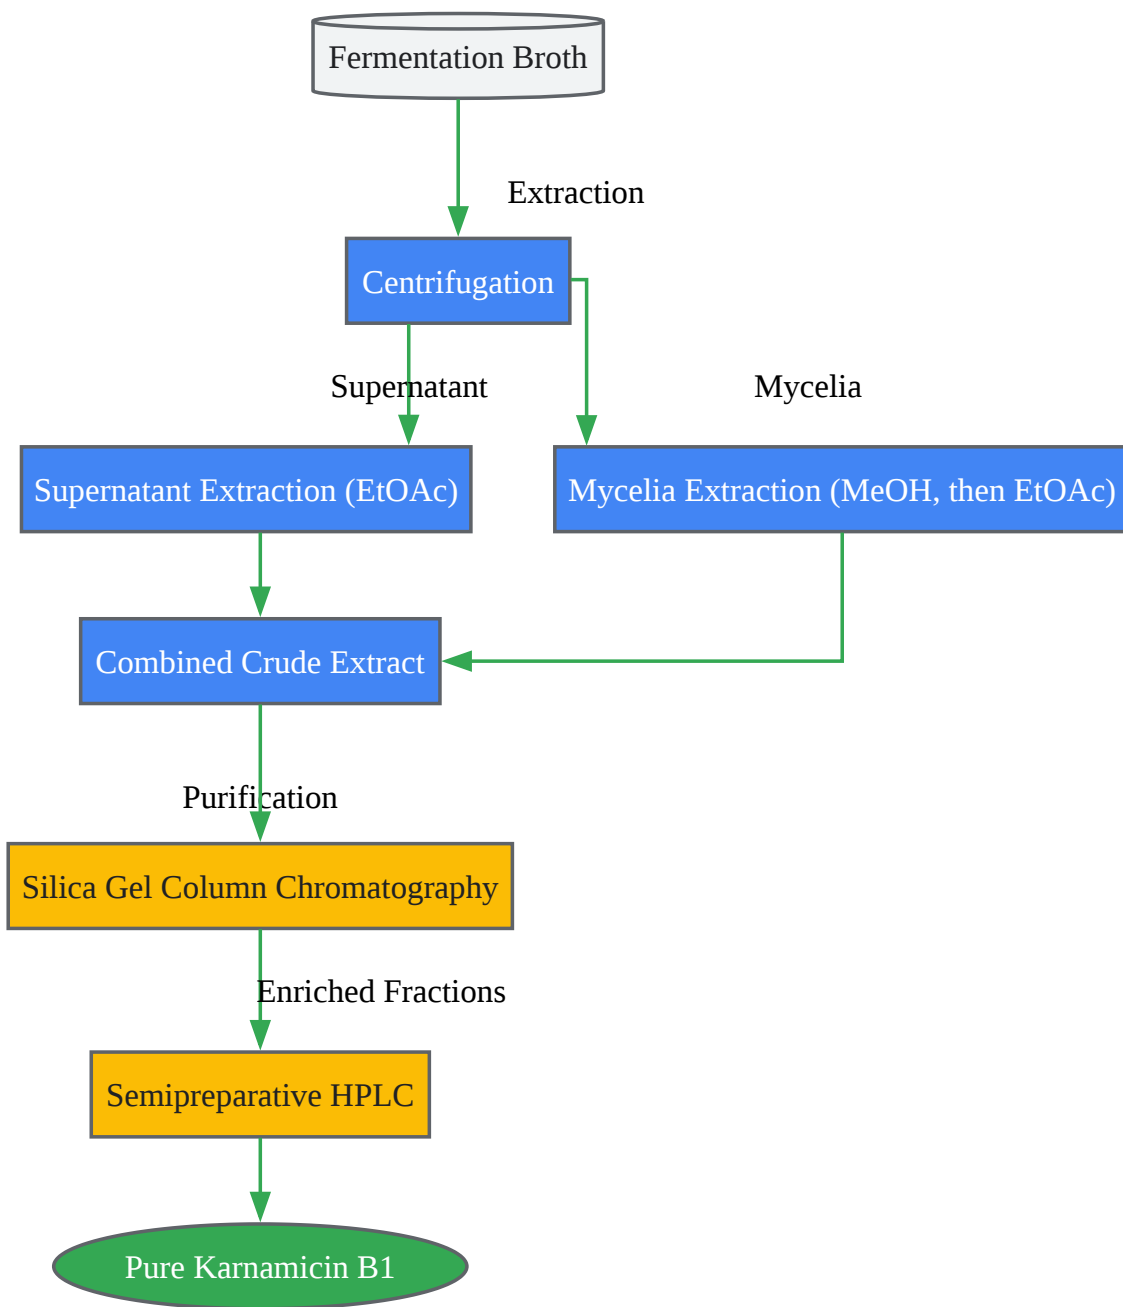 Fermentation Broth
Extraction
Centrifugation
Supernatant
Mycelia
Supernatant Extraction (EtOAc)
Mycelia Extraction (MeOH, then EtOAc)
Combined Crude Extract
Purification
Silica Gel Column Chromatography
Enriched Fractions
Semipreparative HPLC
Pure Karnamicin B1